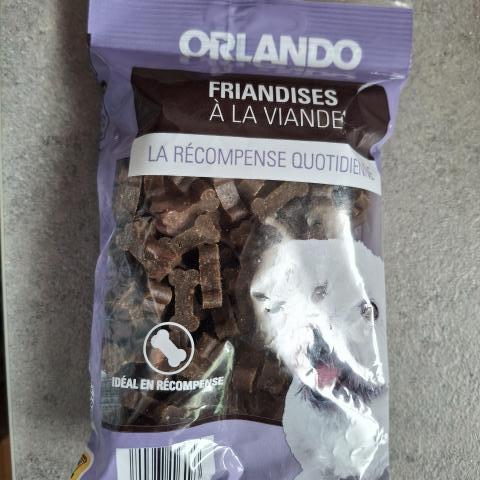 ORLANDO
FRIANDISES
À LA VIANDE
LA RÉCOMPENSE QUOTIDIENNE
IDÉAL EN RÉCOMPENSE